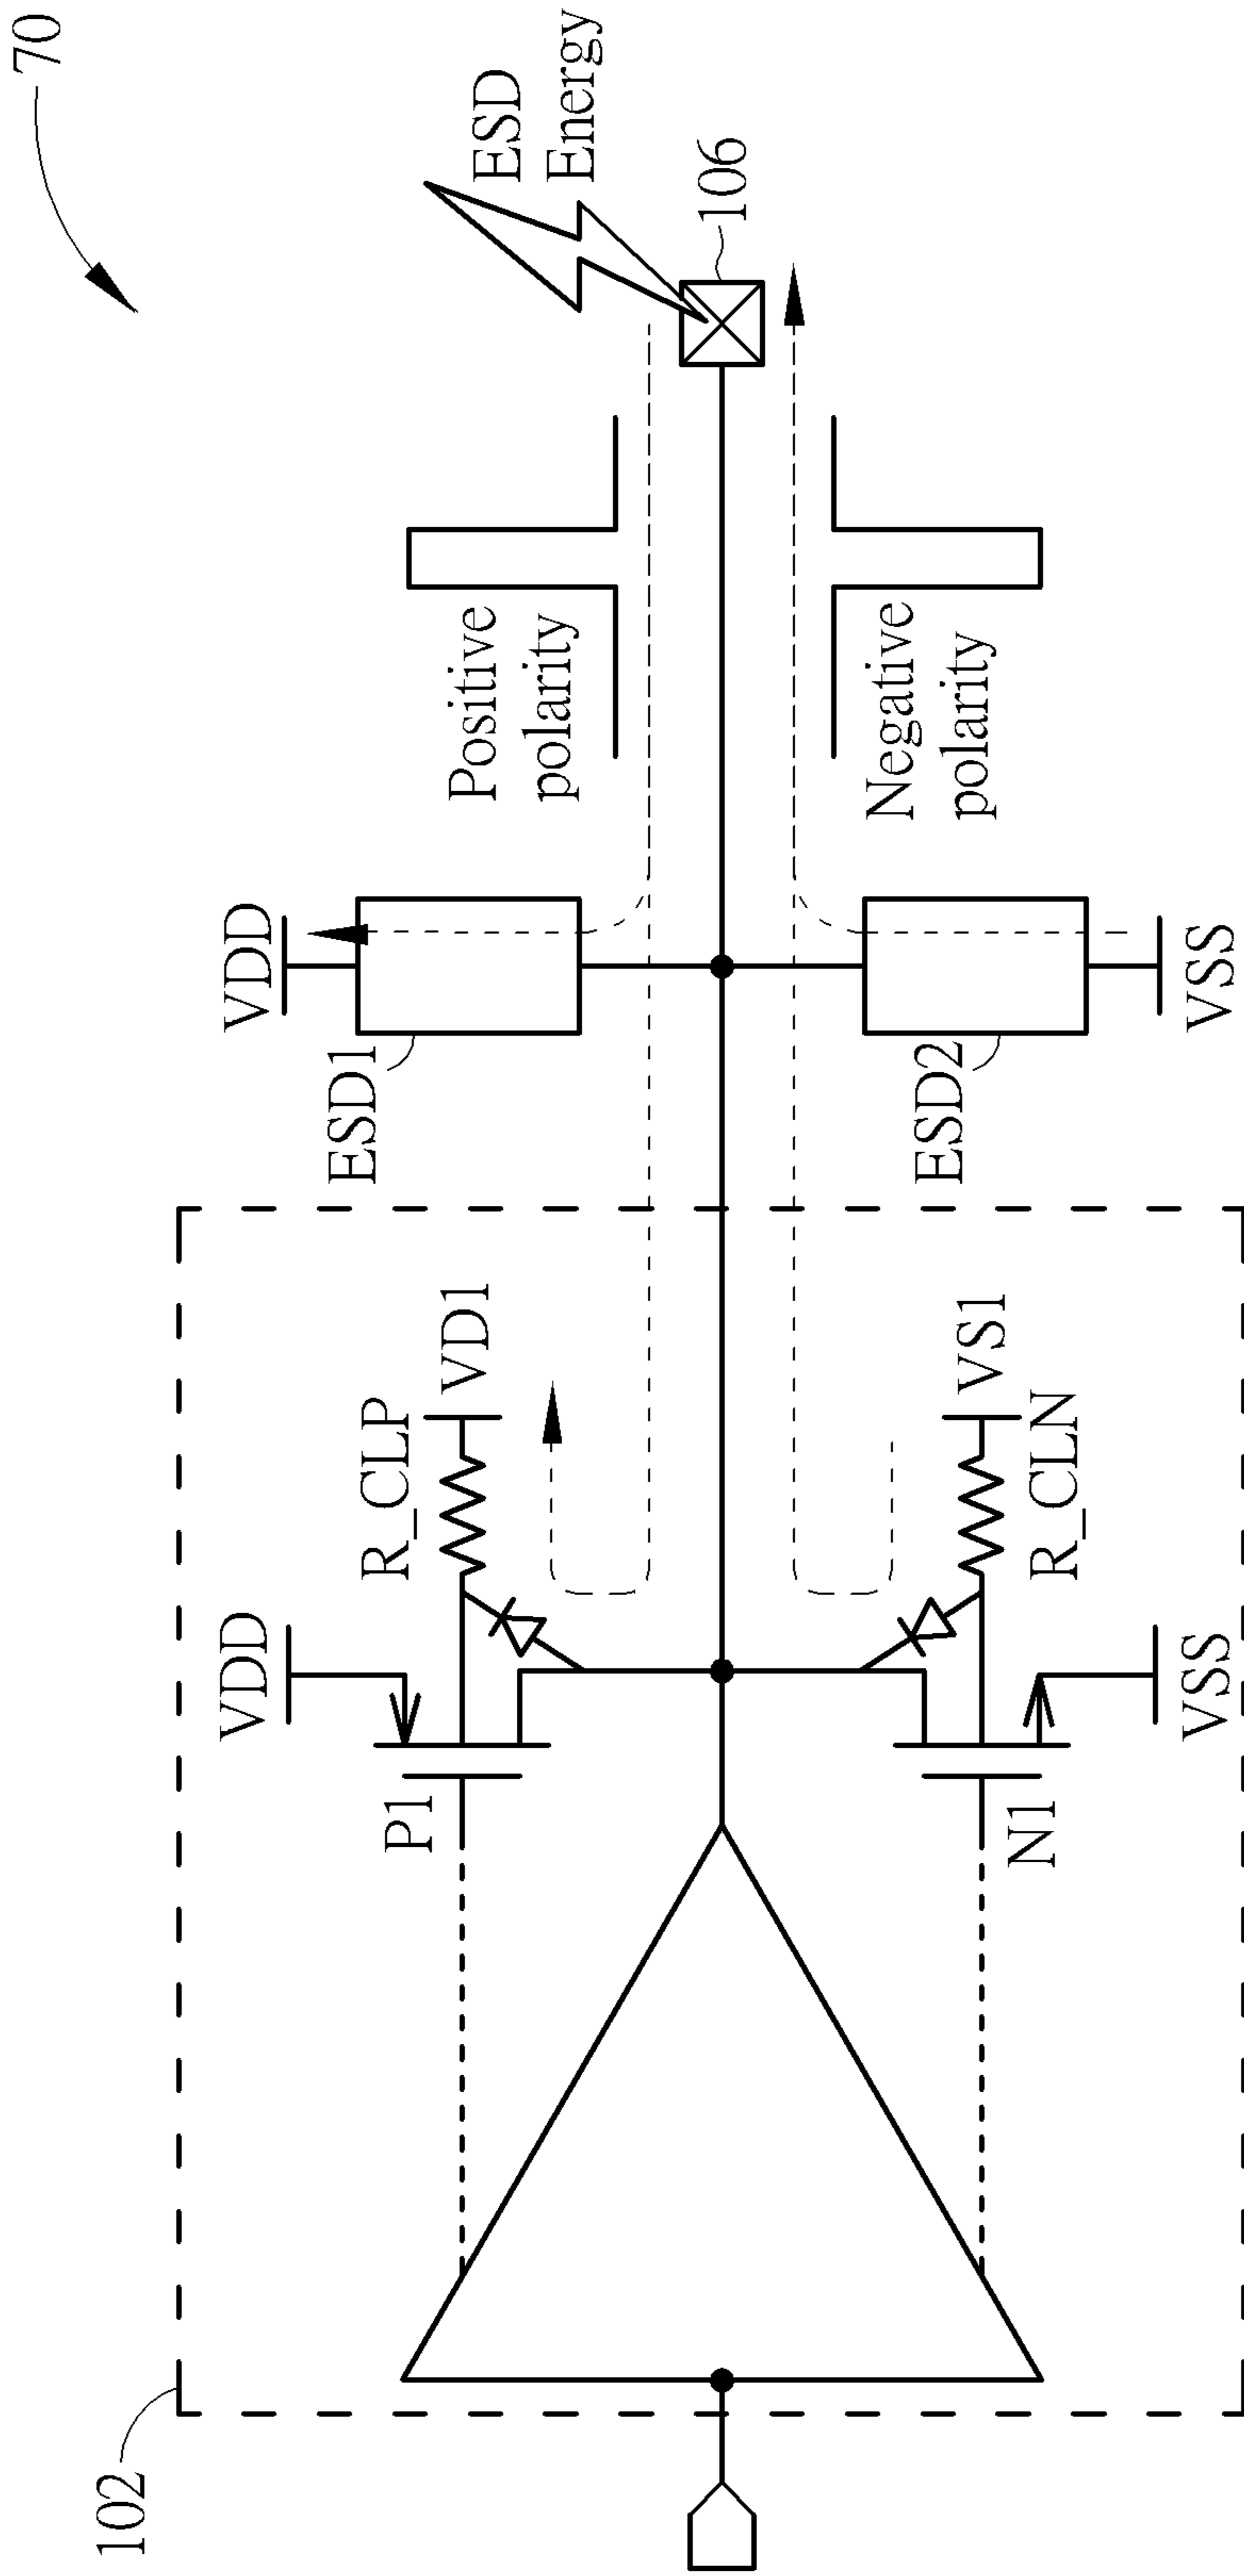 70
ESD
Energy
106
Positive
polarity
Negative
polarity
VDD
ESD1
ESD2
VSS
102
VDD
R_CLP
VD1
P1
VS1
R_CLN
N1
VSS